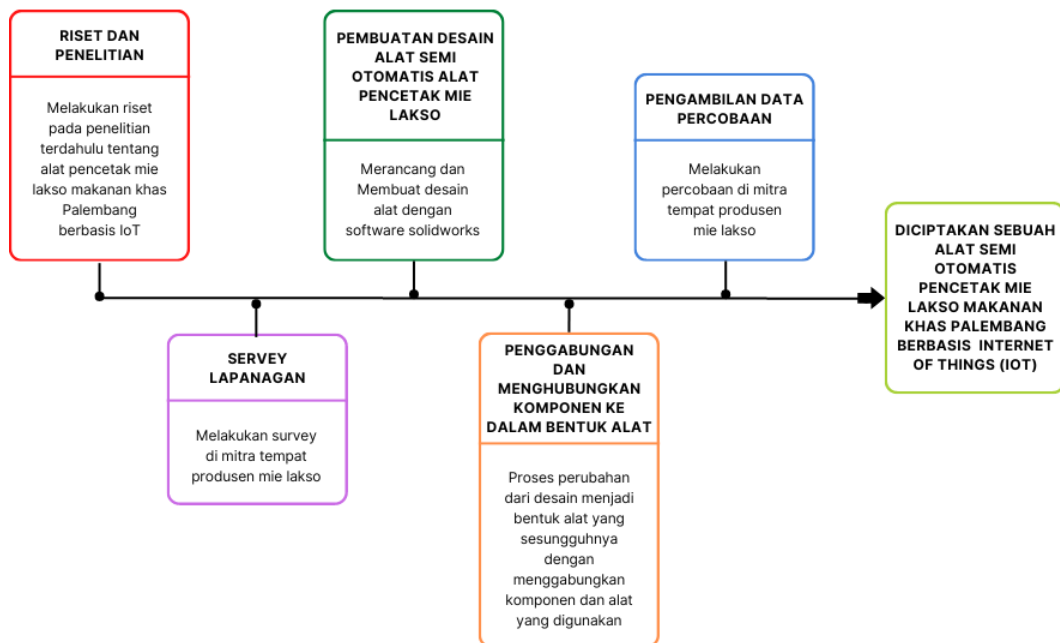 RISET DAN
PENELITIAN
Melakukan riset
pada penelitian
terdahulu tentang
alat pencetak mie
lakso makanan khas
Palembang
berbasis IoT
SURVEY
LAPANAGAN
Melakukan survey
di mitra tempat
produsen mie lakso
PEMBUATAN DESAIN
ALAT SEMI
OTOMATIS ALAT
PENCETAK MIE
LAKSO
Merancang dan
Membuat desain
alat dengan
software solidworks
PENGGABUNGAN
DAN
MENGHUBUNGKAN
KOMPONEN KE
DALAM BENTUK ALAT
Proses perubahan
dari desain menjadi
bentuk alat yang
sesungguhnya
dengan
menggabungkan
komponen dan alat
yang digunakan
PENGAMBILAN DATA
PERCOBAAN
Melakukan
percobaan di mitra
tempat produsen
mie lakso
DICIPTAKAN SEBUAH
ALAT SEMI
OTOMATIS
PENCETAK MIE
LAKSO MAKANAN
KHAS PALEMBANG
BERBASIS INTERNET
OF THINGS (IOT)